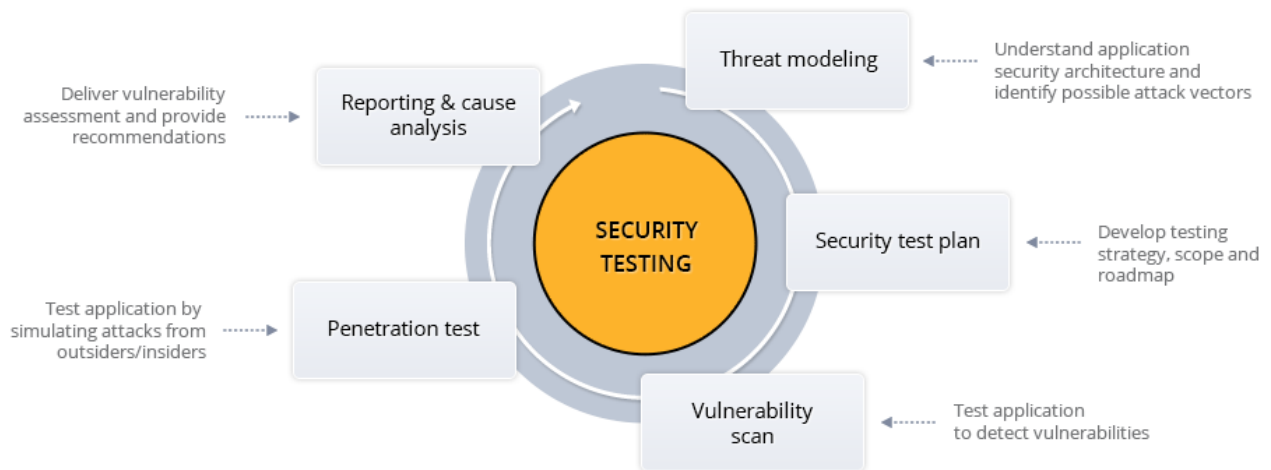 Threat modeling
Understand application
security architecture and
identify possible attack vectors
Security test plan
Develop testing
strategy, scope and
roadmap
Vulnerability
scan
Test application
to detect vulnerabilities
Penetration test
Test application by
simulating attacks from
outsiders/insiders
Reporting & cause
analysis
Deliver vulnerability
assessment and provide
recommendations
SECURITY
TESTING